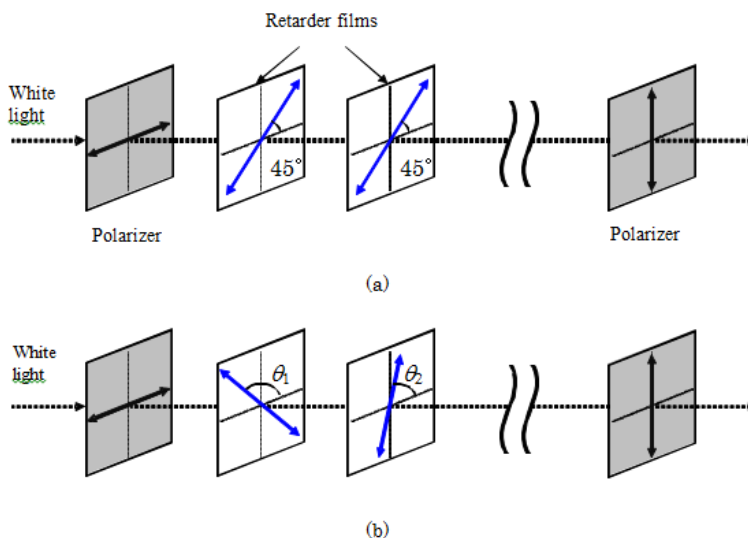 Retarder films
White
light
45°
45°
Polarizer
Polarizer
(a)
White
light
θ1
θ2
(b)